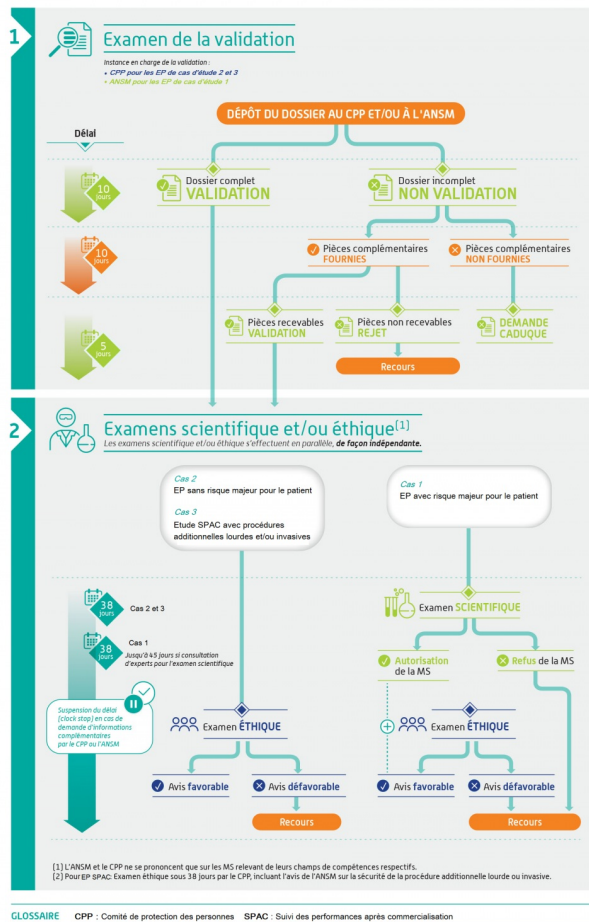 1
Examen de la validation
Instance en charge de la validation :
• CPP pour les EP de cas d'étude 2 et 3
• ANSM pour les EP de cas d'étude 1
DÉPÔT DU DOSSIER AU CPP ET/OU À L'ANSM
Délai
10
jours
Dossier complet
VALIDATION
Dossier incomplet
NON VALIDATION
10
jours
Pièces complémentaires
FOURNIES
Pièces complémentaires
NON FOURNIES
5
jours
Pièces recevables
VALIDATION
Pièces non recevables
REJET
DEMANDE
CADUQUE
Recours
2
Examens scientifique et/ou éthique(1)
Les examens scientifique et/ou éthique s'effectuent en parallèle, de façon indépendante.
Cas 2
EP sans risque majeur pour le patient
Cas 3
Etude SPAC avec procédures
additionnelles lourdes et/ou invasives
Cas 1
EP avec risque majeur pour le patient
38
jours
Cas 2 et 3
38
jours
Cas 1
Jusqu'à 45 jours si consultation
d'experts pour l'examen scientifique
Examen SCIENTIFIQUE
Autorisation
de la MS
Refus de la MS
Suspension du délai
(clock stop) en cas de
demande d'informations
complémentaires
par le CPP ou l'ANSM
Examen ÉTHIQUE
Examen ÉTHIQUE
Avis favorable
Avis défavorable
Avis favorable
Avis défavorable
Recours
Recours
(1) L'ANSM et le CPP ne se prononcent que sur les MS relevant de leurs champs de compétences respectifs.
(2) Pour EP SPAC: Examen éthique sous 38 jours par le CPP, incluant l'avis de l'ANSM sur la sécurité de la procédure additionnelle lourde ou invasive.
GLOSSAIRE CPP : Comité de protection des personnes SPAC : Suivi des performances après commercialisation